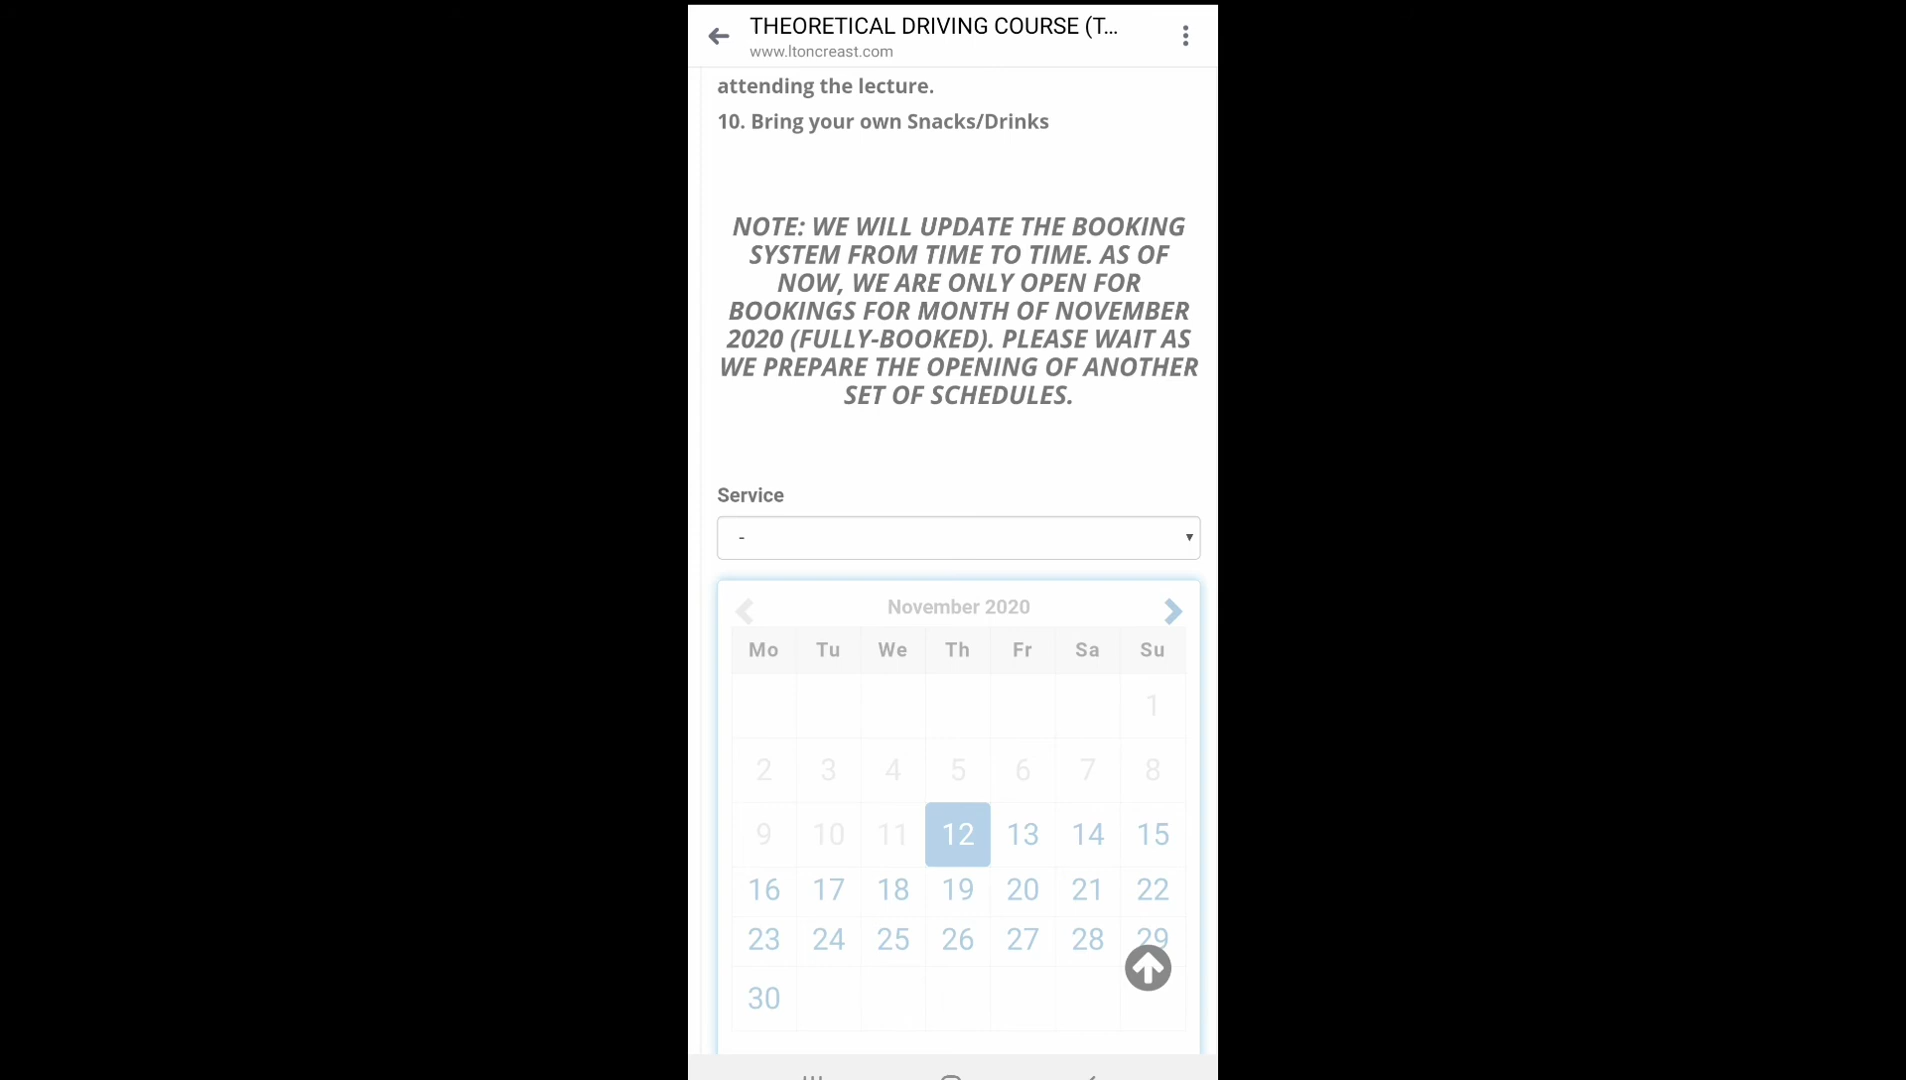 THEORETICAL DRIVING COURSE (T...
www.ltoncreast.com
attending the lecture.
10. Bring your own Snacks/Drinks
NOTE: WE WILL UPDATE THE BOOKING
SYSTEM FROM TIME TO TIME. AS OF
NOW, WE ARE ONLY OPEN FOR
BOOKINGS FOR MONTH OF NOVEMBER
2020 (FULLY-BOOKED). PLEASE WAIT AS
WE PREPARE THE OPENING OF ANOTHER
SET OF SCHEDULES.
Service
-
November 2020
Mo Tu We Th Fr Sa Su
1
2 3 4 5 6 7 8
9 10 11 12 13 14 15
16 17 18 19 20 21 22
23 24 25 26 27 28 29
30